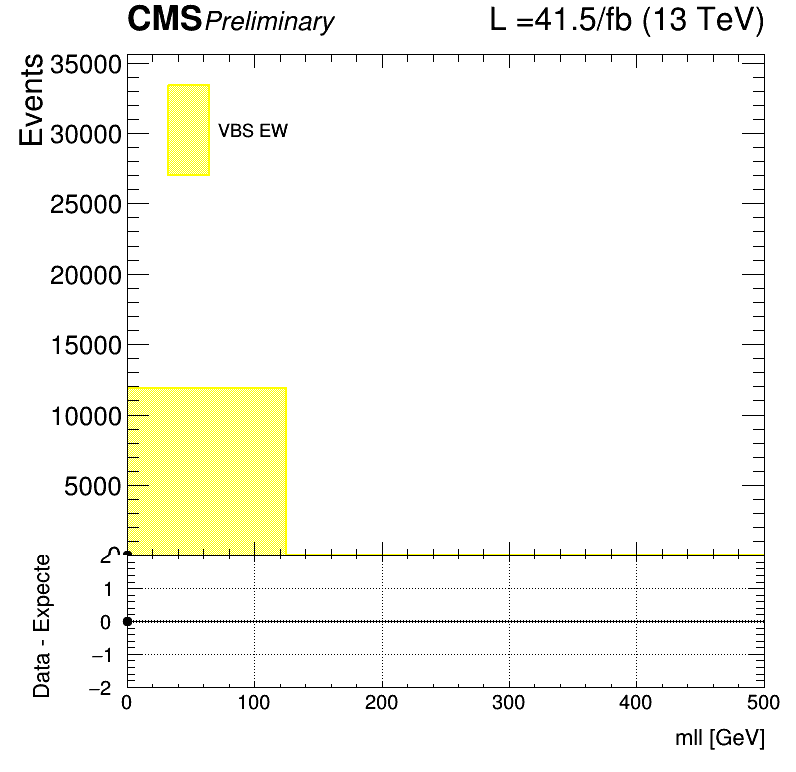 CMS Preliminary L =41.5/fb (13 TeV)
Events
35000
30000
25000
20000
15000
10000
5000
VBS EW
Data - Expecte
2
1
0
−1
−2
0 100 200 300 400 500
mll [GeV]